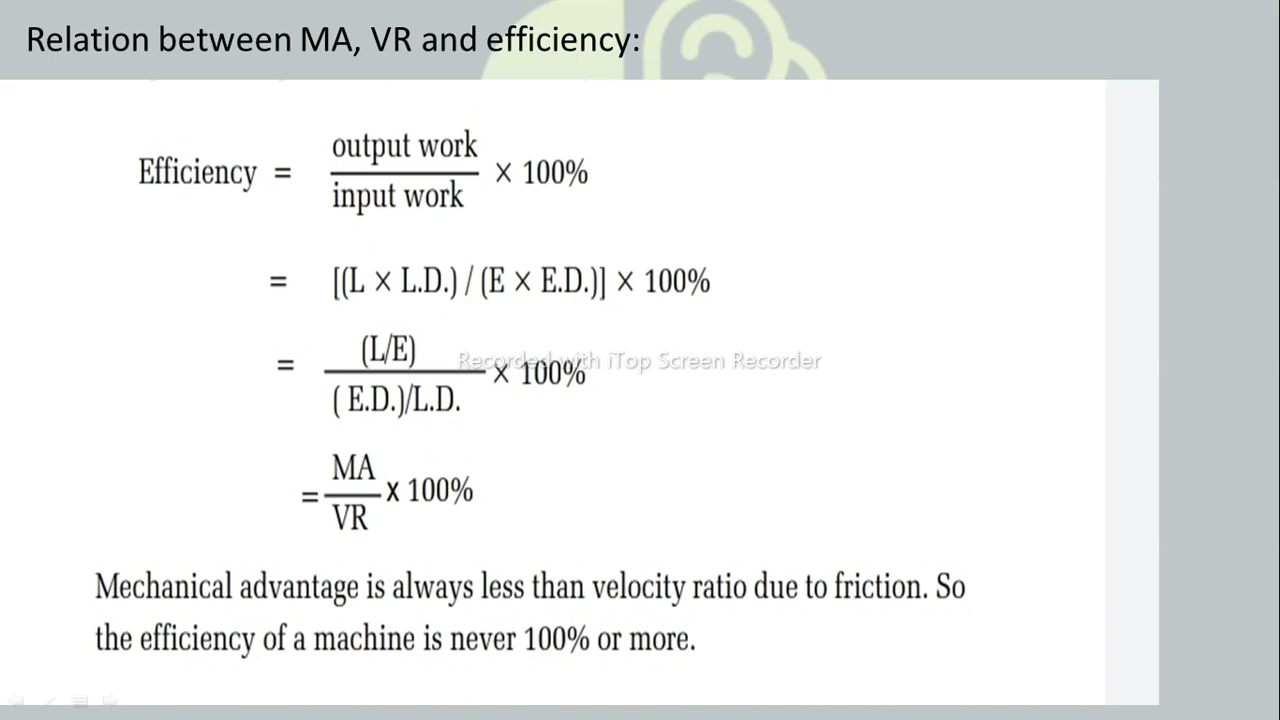 Relation between MA, VR and efficiency:
Efficiency = output work / input work × 100%
= [(L × L.D.) / (E × E.D.)] × 100%
= (L/E) / ( E.D.)/L.D. × 100%
Recorded with iTop Screen Recorder
= MA / VR x 100%
Mechanical advantage is always less than velocity ratio due to friction. So
the efficiency of a machine is never 100% or more.